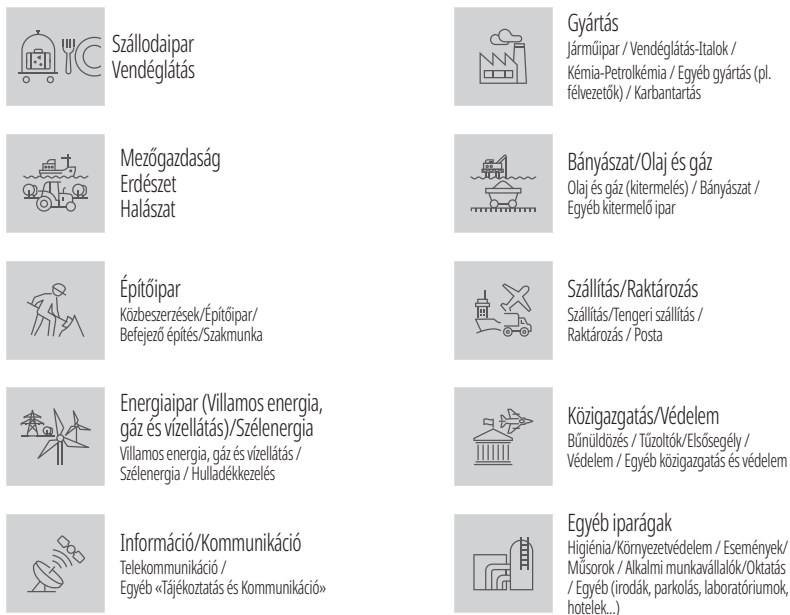 Szállodaipar
Vendéglátás
Mezőgazdaság
Erdészet
Halászat
Építőipar
Közbeszerzések/Építőipar/
Befejező építés/Szakmunka
Energiaipar (Villamos energia,
gáz és vízellátás)/Szélenergia
Villamos energia, gáz és vízellátás /
Szélenergia / Hulladékkezelés
Információ/Kommunikáció
Telekommunikáció /
Egyéb «Tájékoztatás és Kommunikáció»
Gyártás
Járműipar / Vendéglátás-Italok /
Kémia-Petrolkémia / Egyéb gyártás (pl.
félvezetők) / Karbantartás
Bányászat/Olaj és gáz
Olaj és gáz (kitermelés) / Bányászat /
Egyéb kitermelő ipar
Szállítás/Raktározás
Szállítás/Tengeri szállítás /
Raktározás / Posta
Közigazgatás/Védelem
Bűnüldözés / Tűzoltók/Elsősegély /
Védelem / Egyéb közigazgatás és védelem
Egyéb iparágak
Higiénia/Környezetvédelem / Események/
Műsorok / Alkalmi munkavállalók/Oktatás
/ Egyéb (irodák, parkolás, laboratóriumok,
hotelek...)